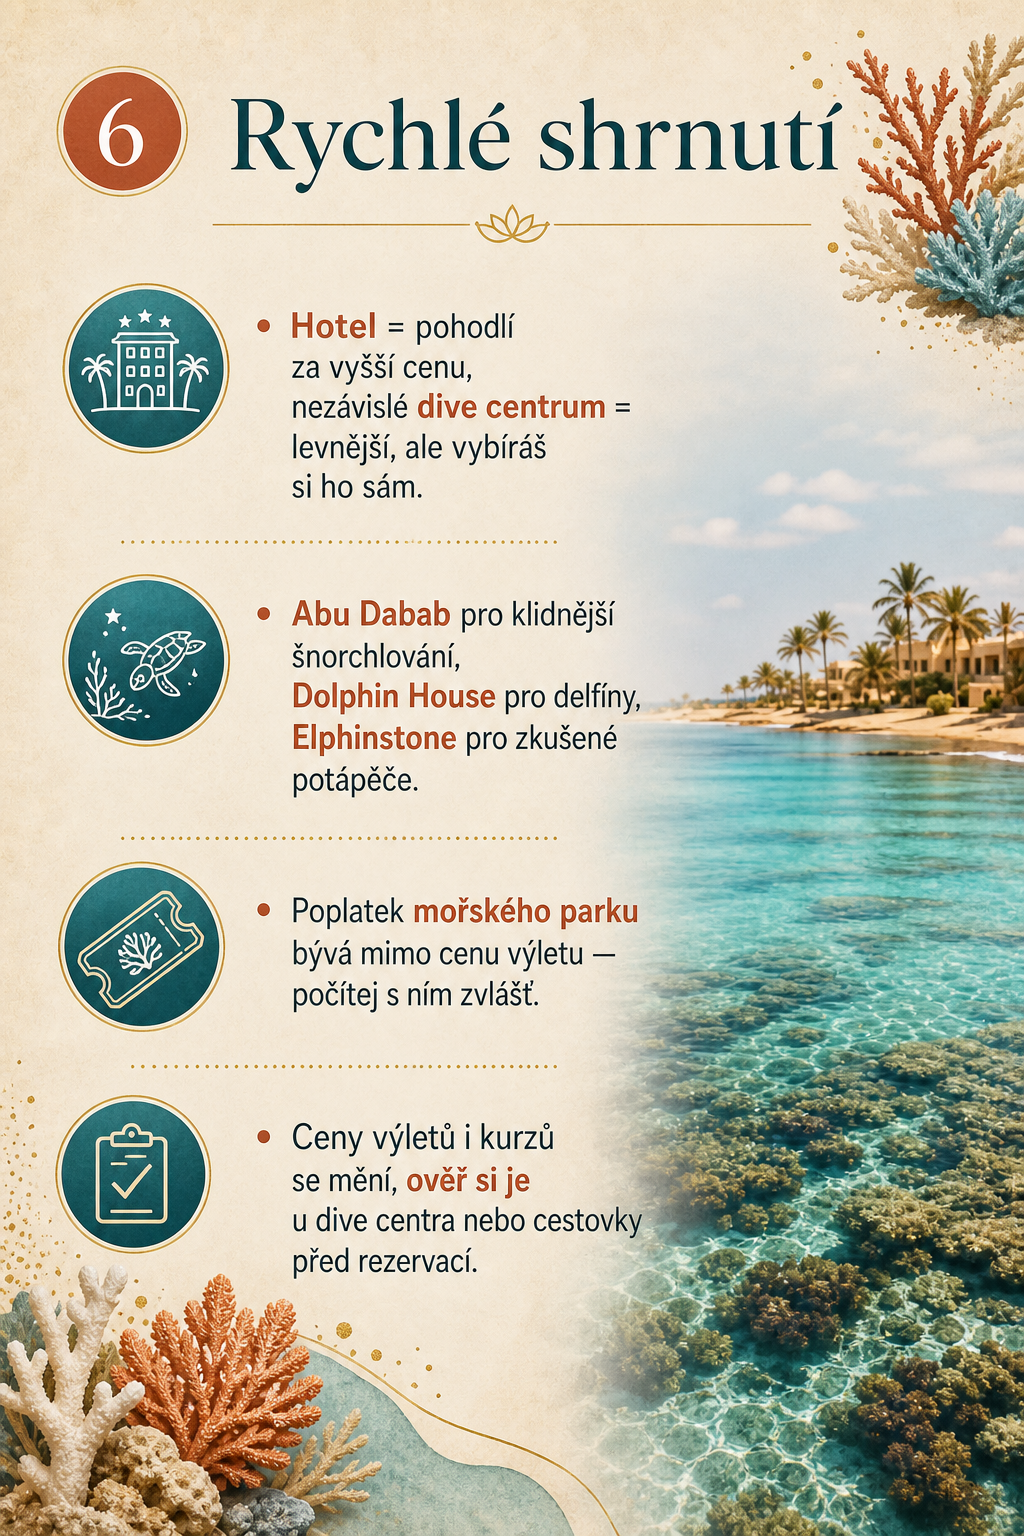 6 Rychlé shrnutí
• Hotel = pohodlí
za vyšší cenu,
nezávislé dive centrum =
levnější, ale vybíráš
si ho sám.
• Abu Dabab pro klidnější
šnorchlování,
Dolphin House pro delfíny,
Elphinstone pro zkušené
potápěče.
• Poplatek mořského parku
bývá mimo cenu výletu —
počítej s ním zvlášť.
• Ceny výletů i kurzů
se mění, ověř si je
u dive centra nebo cestovky
před rezervací.